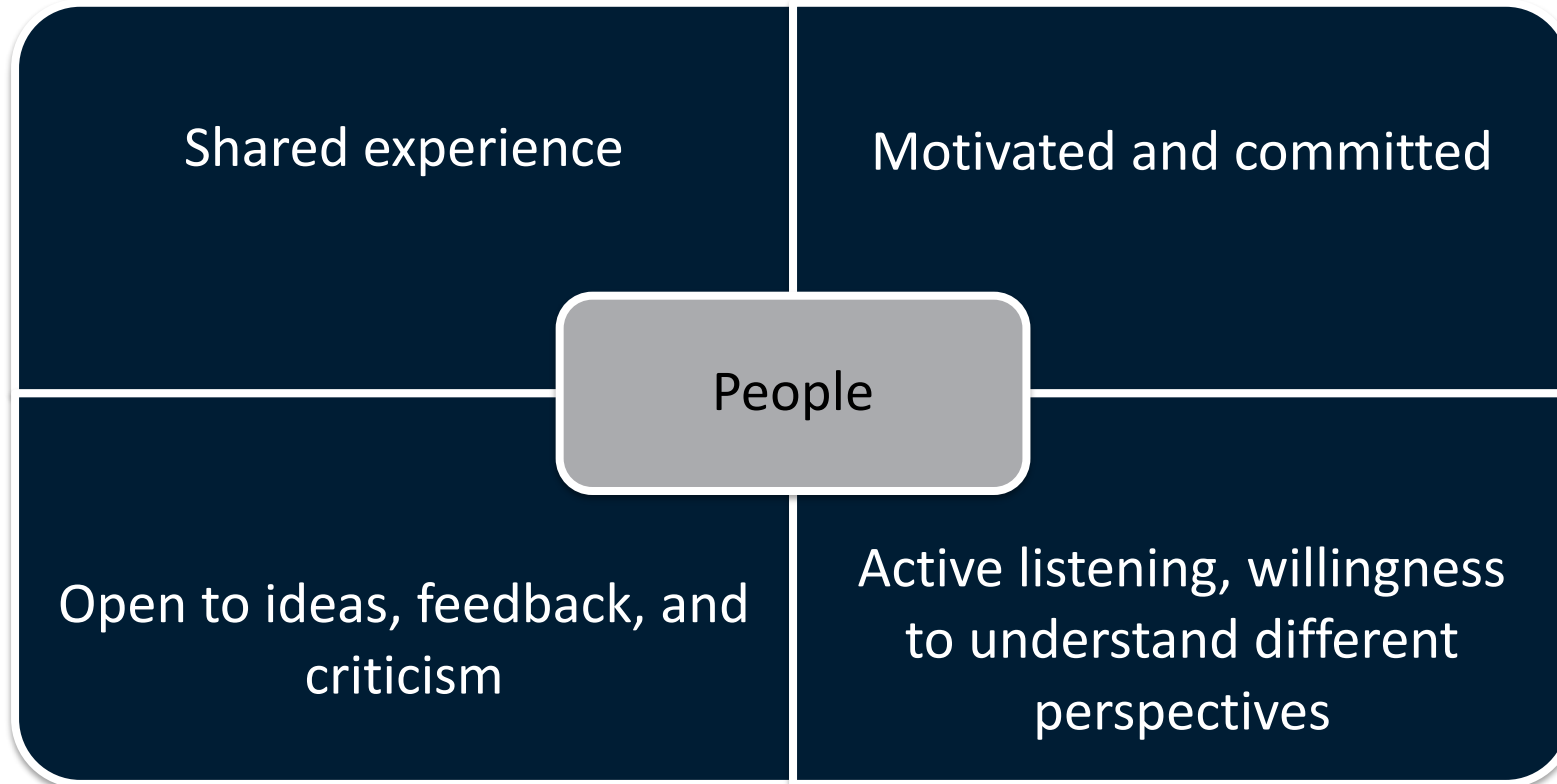 Shared experience
Motivated and committed
People
Open to ideas, feedback, and
criticism
Active listening, willingness
to understand different
perspectives